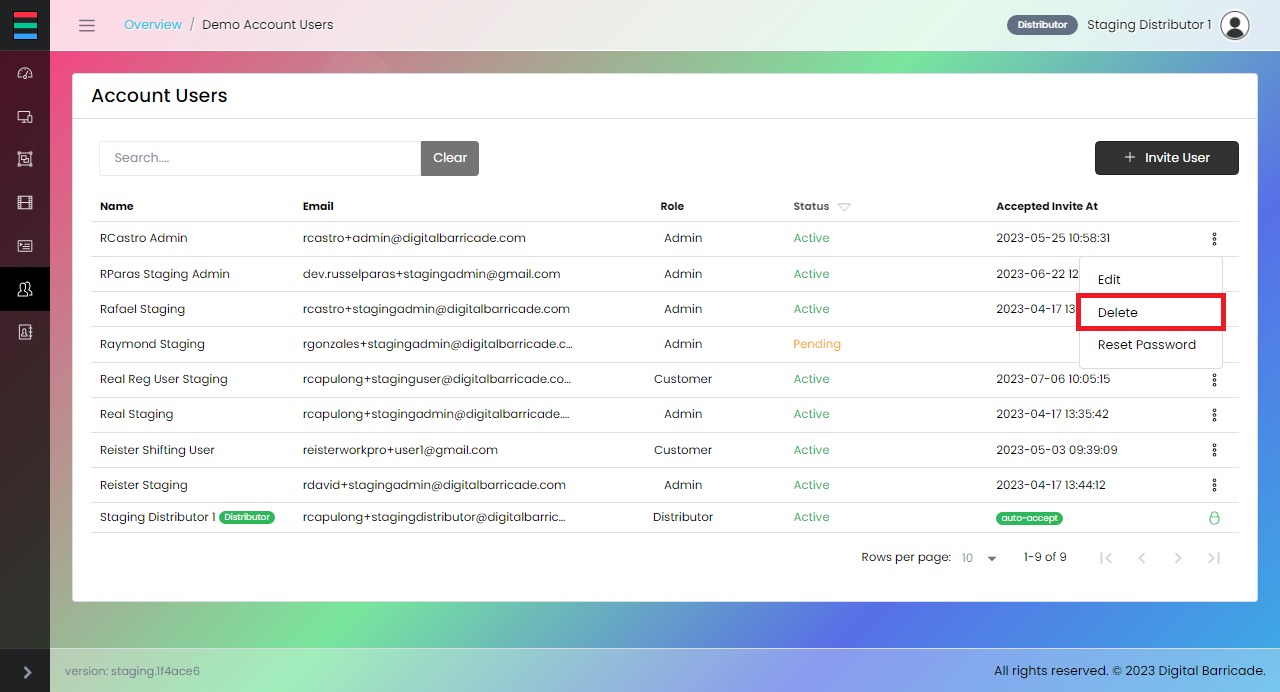 Overview / Demo Account Users
Distributor Staging Distributor 1
Account Users
Search.... Clear + Invite User
Name Email Role Status Accepted Invite At
RCastro Admin rcastro+admin@digitalbarricade.com Admin Active 2023-05-25 10:58:31
RParas Staging Admin dev.russelparas+stagingadmin@gmail.com Admin Active 2023-06-22 12
Edit
Rafael Staging rcastro+stagingadmin@digitalbarricade.com Admin Active 2023-04-17 13
Delete
Raymond Staging rgonzales+stagingadmin@digitalbarricade.c... Admin Pending
Reset Password
Real Reg User Staging rcapulong+staginguser@digitalbarricade.co... Customer Active 2023-07-06 10:05:15
Real Staging rcapulong+stagingadmin@digitalbarricade.... Admin Active 2023-04-17 13:35:42
Reister Shifting User reisterworkpro+user1@gmail.com Customer Active 2023-05-03 09:39:09
Reister Staging rdavid+stagingadmin@digitalbarricade.com Admin Active 2023-04-17 13:44:12
Staging Distributor 1 Distributor rcapulong+stagingdistributor@digitalbarric... Distributor Active auto-accept
Rows per page: 10 1-9 of 9
version: staging.1f4ace6 All rights reserved. © 2023 Digital Barricade.